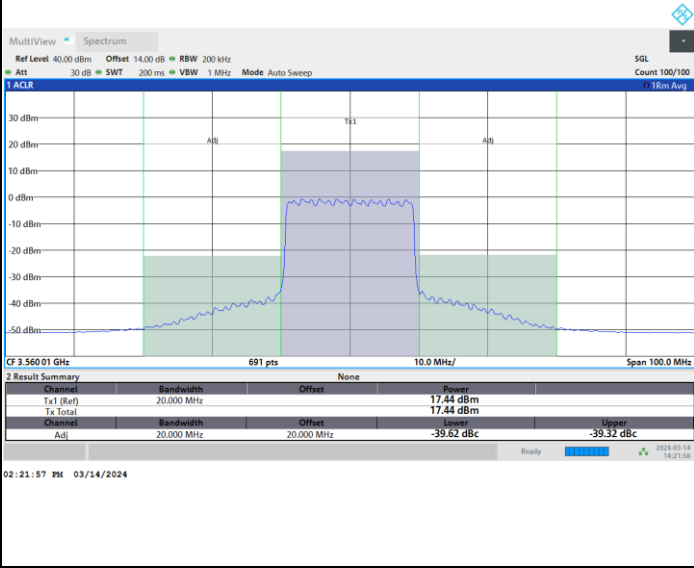 MultiView Spectrum
Ref Level 40.00 dBm Offset 14.00 dB RBW 200 kHz SGL
Att 30 dB SWT 200 ms VBW 1 MHz Mode Auto Sweep Count 100/100
1 ACLR 1Rm Avg
30 dBm
Tx1
20 dBm
Adj Adj
10 dBm
0 dBm
-10 dBm
-20 dBm
-30 dBm
-40 dBm
-50 dBm
CF 3.560 01 GHz 691 pts 10.0 MHz/ Span 100.0 MHz
2 Result Summary None
Channel Bandwidth Offset Power
Tx1 (Ref) 20.000 MHz 17.44 dBm
Tx Total 17.44 dBm
Channel Bandwidth Offset Lower Upper
Adj 20.000 MHz 20.000 MHz -39.62 dBc -39.32 dBc
Ready 2024-03-14
14:21:56
02:21:57 PM 03/14/2024